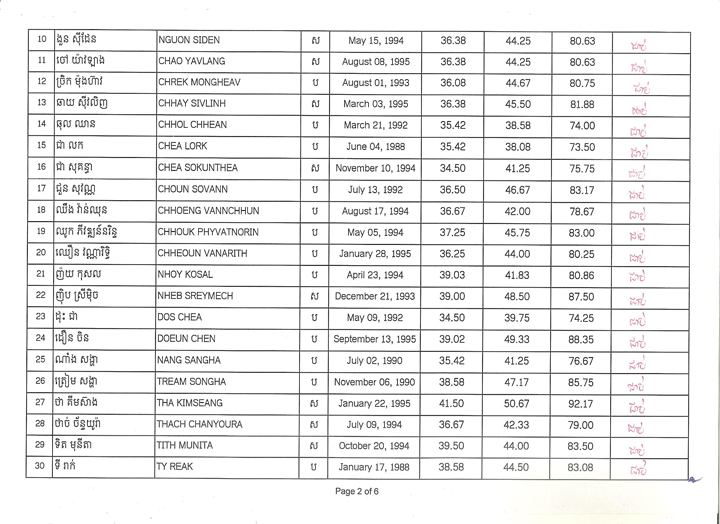 10 ងួន ស៊ីដែន NGUON SIDEN ស May 15, 1994 36.38 44.25 80.63 ជាប់
11 ចៅ យ៉ាវឡាង CHAO YAVLANG ស August 08, 1995 36.38 44.25 80.63 ជាប់
12 ច្រឹក ម៉ុងហ៊ាវ CHREK MONGHEAV ប August 01, 1993 36.08 44.67 80.75 ជាប់
13 ឆាយ ស៊ីវលិញ CHHAY SIVLINH ស March 03, 1995 36.38 45.50 81.88 ជាប់
14 ឆុល ឈាន CHHOL CHHEAN ប March 21, 1992 35.42 38.58 74.00 ជាប់
15 ជា លក CHEA LORK ប June 04, 1988 35.42 38.08 73.50 ជាប់
16 ជា សុគន្ធា CHEA SOKUNTHEA ស November 10, 1994 34.50 41.25 75.75 ជាប់
17 ជួន សុវណ្ណ CHOUN SOVANN ប July 13, 1992 36.50 46.67 83.17 ជាប់
18 ឈឹង វ៉ាន់ឈុន CHHOENG VANNCHHUN ប August 17, 1994 36.67 42.00 78.67 ជាប់
19 ឈូក ភីវឌ្ឍន៍នរិន្ទ CHHOUK PHYVATNORIN ប May 05, 1994 37.25 45.75 83.00 ជាប់
20 ឈឿន វណ្ណារិទ្ធិ CHHEOUN VANARITH ប January 28, 1995 36.25 44.00 80.25 ជាប់
21 ញ៉យ កុសល NHOY KOSAL ប April 23, 1994 39.03 41.83 80.86 ជាប់
22 ញ៉ិប ស្រីម៉ិច NHEB SREYMECH ស December 21, 1993 39.00 48.50 87.50 ជាប់
23 ដុះ ជា DOS CHEA ប May 09, 1992 34.50 39.75 74.25 ជាប់
24 ដឿន ចិន DOEUN CHEN ប September 13, 1995 39.02 49.33 88.35 ជាប់
25 ណាំង សង្ហា NANG SANGHA ប July 02, 1990 35.42 41.25 76.67 ជាប់
26 ត្រៀម សង្ហា TREAM SONGHA ប November 06, 1990 38.58 47.17 85.75 ជាប់
27 ថា គីមស៊ាង THA KIMSEANG ស January 22, 1995 41.50 50.67 92.17 ជាប់
28 ថាច់ ច័ន្ទយូរ៉ា THACH CHANYOURA ស July 09, 1994 36.67 42.33 79.00 ជាប់
29 ទិត មុនីតា TITH MUNITA ស October 20, 1994 39.50 44.00 83.50 ជាប់
30 ទី រាក់ TY REAK ប January 17, 1988 38.58 44.50 83.08 ជាប់
Page 2 of 6